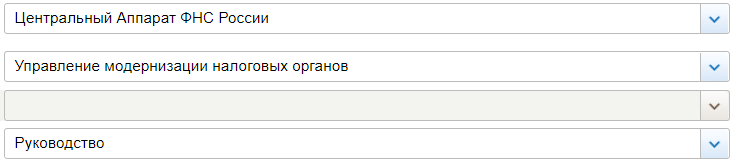 Центральный Аппарат ФНС России
Управление модернизации налоговых органов
Руководство